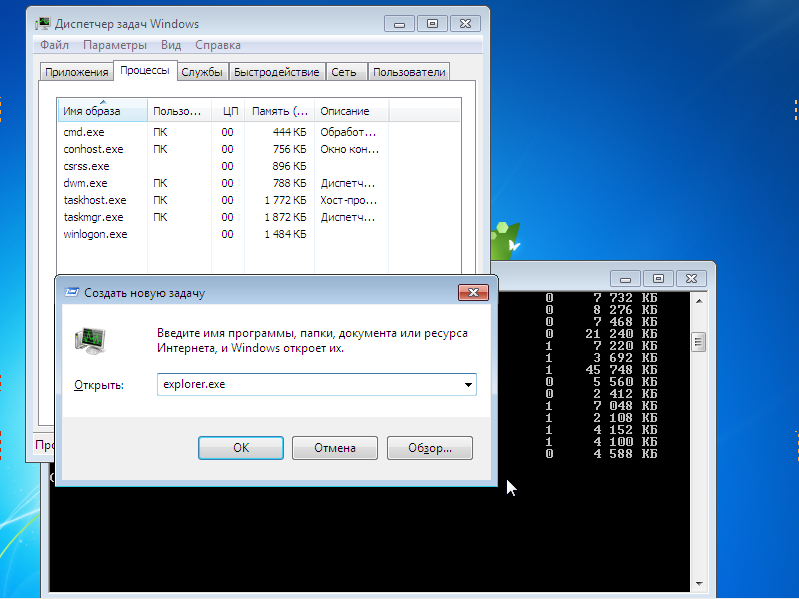 Диспетчер задач Windows
Файл Параметры Вид Справка
Приложения Процессы Службы Быстродействие Сеть Пользователи
Имя образа Пользо... ЦП Память (... Описание
cmd.exe ПК 00 444 КБ Обработ...
conhost.exe ПК 00 756 КБ Окно кон...
csrss.exe 00 896 КБ
dwm.exe ПК 00 788 КБ Диспетч...
taskhost.exe ПК 00 1 772 КБ Хост-про...
taskmgr.exe ПК 00 1 872 КБ Диспетч...
winlogon.exe 00 1 484 КБ
Создать новую задачу
Введите имя программы, папки, документа или ресурса
Интернета, и Windows откроет их.
Открыть: explorer.exe
ОК Отмена Обзор...
0 7 732 КБ
0 8 276 КБ
0 7 468 КБ
0 21 240 КБ
1 7 220 КБ
1 3 692 КБ
1 45 748 КБ
0 5 560 КБ
0 2 412 КБ
1 7 048 КБ
1 2 108 КБ
1 4 152 КБ
1 4 100 КБ
0 4 588 КБ
Про